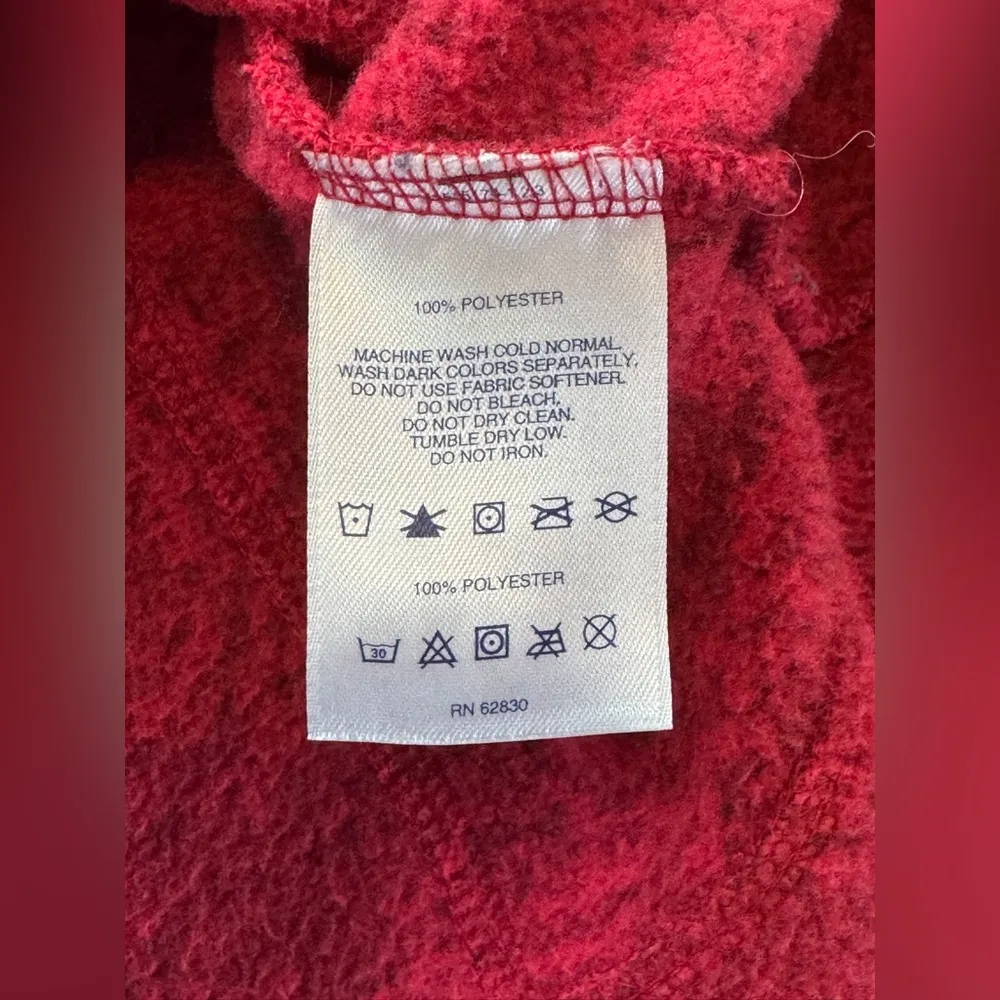 100% POLYESTER
MACHINE WASH COLD NORMAL.
WASH DARK COLORS SEPARATELY.
DO NOT USE FABRIC SOFTENER.
DO NOT BLEACH.
DO NOT DRY CLEAN.
TUMBLE DRY LOW.
DO NOT IRON.
100% POLYESTER
30
RN 62830